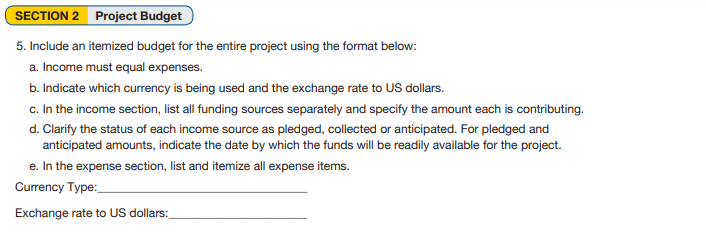 SECTION 2 Project Budget
5. Include an itemized budget for the entire project using the format below:
a. Income must equal expenses.
b. Indicate which currency is being used and the exchange rate to US dollars.
c. In the income section, list all funding sources separately and specify the amount each is contributing.
d. Clarify the status of each income source as pledged, collected or anticipated. For pledged and
anticipated amounts, indicate the date by which the funds will be readily available for the project.
e. In the expense section, list and itemize all expense items.
Currency Type:
Exchange rate to US dollars: